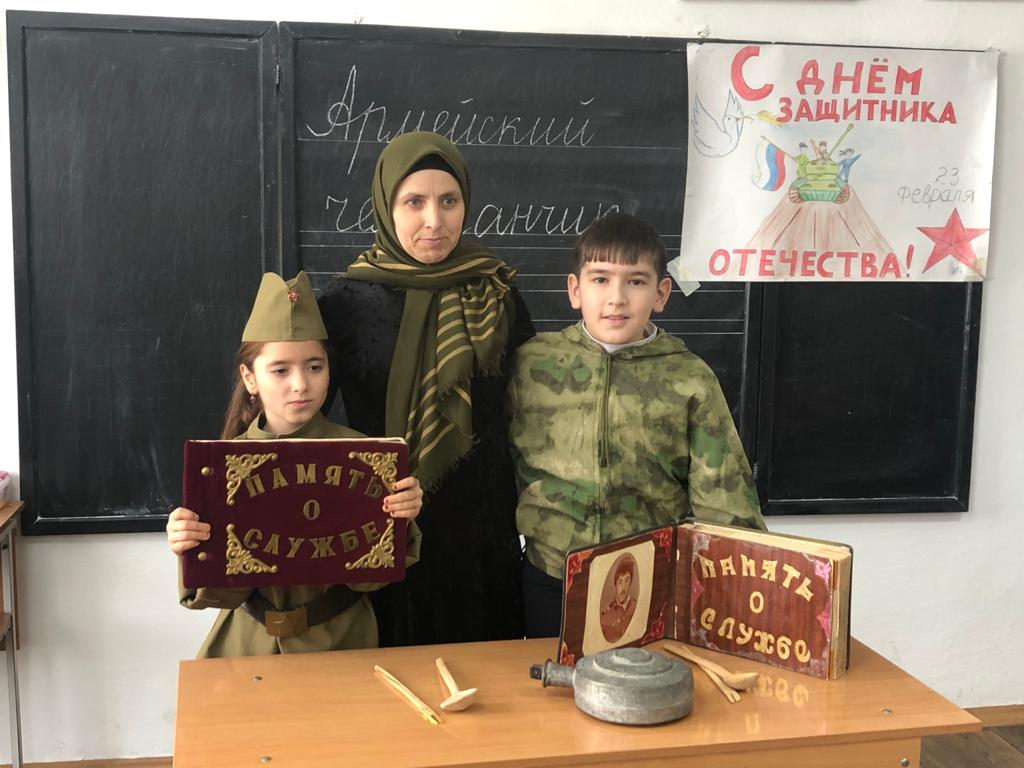 Армейский
С ДНЁМ
ЗАЩИТНИКА
23
февраля
ОТЕЧЕСТВА!
ПАМЯТЬ
О
СЛУЖБЕ
ПАМЯТЬ
О
СЛУЖБЕ